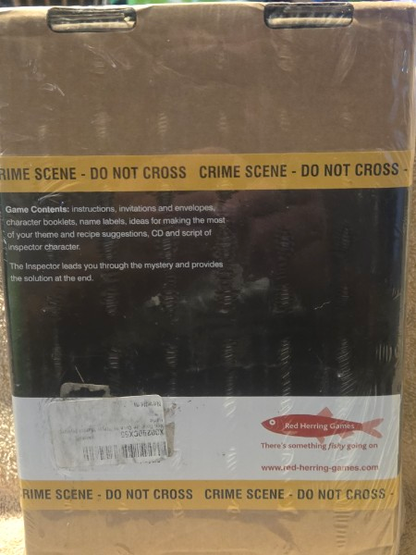 RIME SCENE - DO NOT CROSS CRIME SCENE - DO NOT CROSS -
Game Contents: instructions, invitations and envelopes,
character booklets, name labels, ideas for making the most
of your theme and recipe suggestions, CD and script of
inspector character.
The Inspector leads you through the mystery and provides
the solution at the end.
Red Herring Games
There's something fishy going on
www.red-herring-games.com
RIME SCENE - DO NOT CROSS CRIME SCENE - DO NOT CROSS -